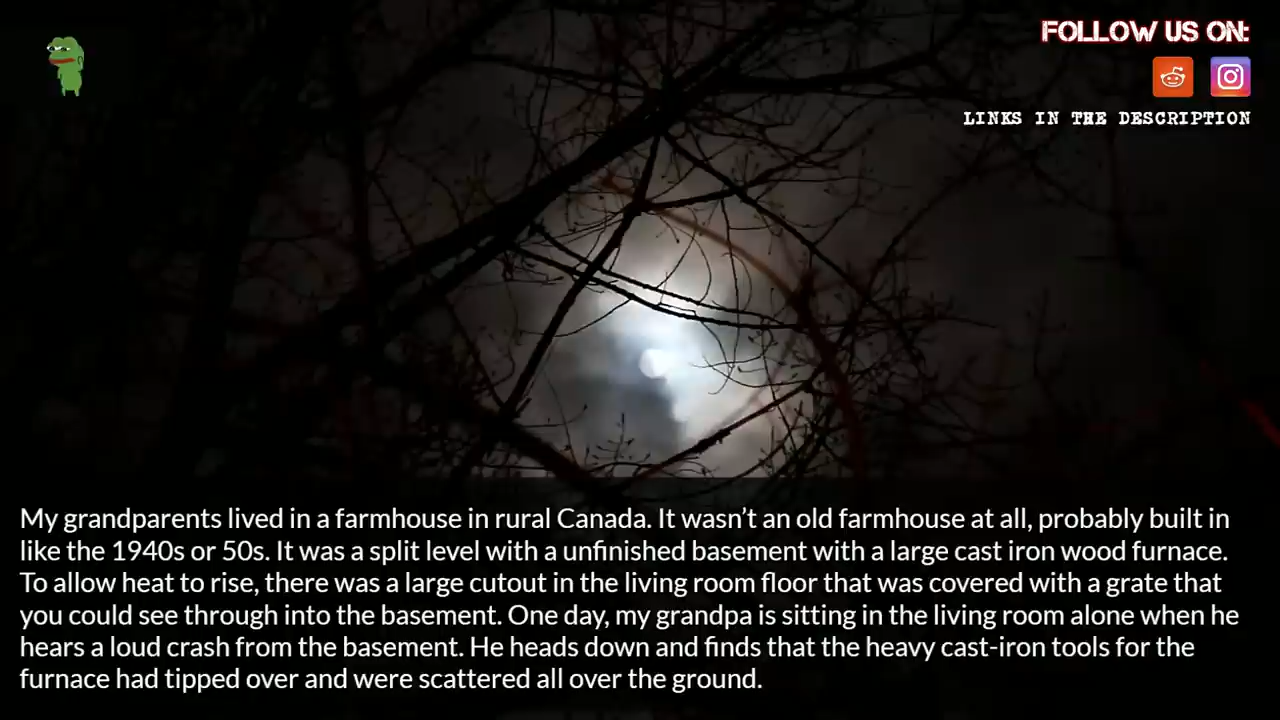 FOLLOW US ON:
LINKS IN THE DESCRIPTION
My grandparents lived in a farmhouse in rural Canada. It wasn’t an old farmhouse at all, probably built in
like the 1940s or 50s. It was a split level with a unfinished basement with a large cast iron wood furnace.
To allow heat to rise, there was a large cutout in the living room floor that was covered with a grate that
you could see through into the basement. One day, my grandpa is sitting in the living room alone when he
hears a loud crash from the basement. He heads down and finds that the heavy cast-iron tools for the
furnace had tipped over and were scattered all over the ground.